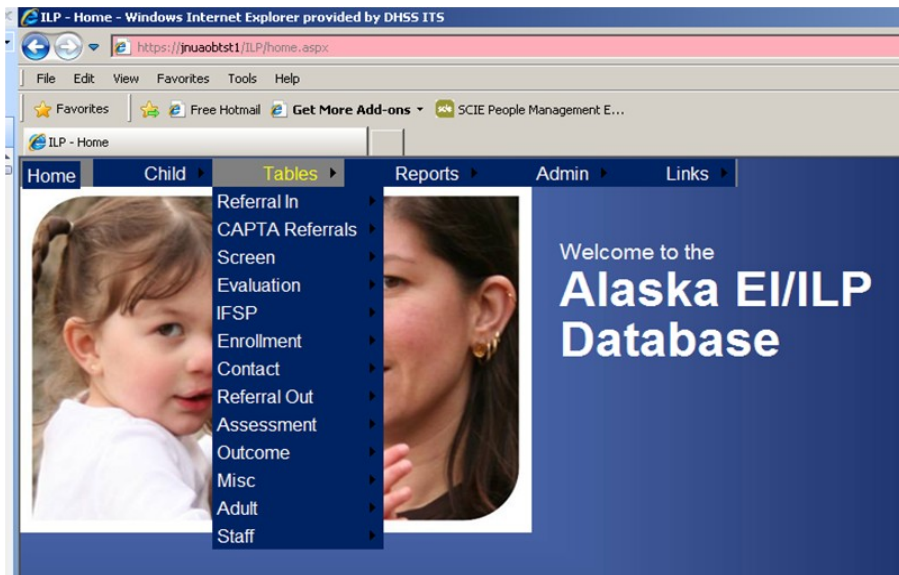 ILP - Home - Windows Internet Explorer provided by DHSS ITS
https://jnuaobtst1/ILP/home.aspx
File Edit View Favorites Tools Help
Favorites Free Hotmail Get More Add-ons SCIE People Management E...
ILP - Home
Home Child Tables Reports Admin Links
Referral In
CAPTA Referrals
Screen
Evaluation
IFSP
Enrollment
Contact
Referral Out
Assessment
Outcome
Misc
Adult
Staff
Welcome to the
Alaska EI/ILP
Database